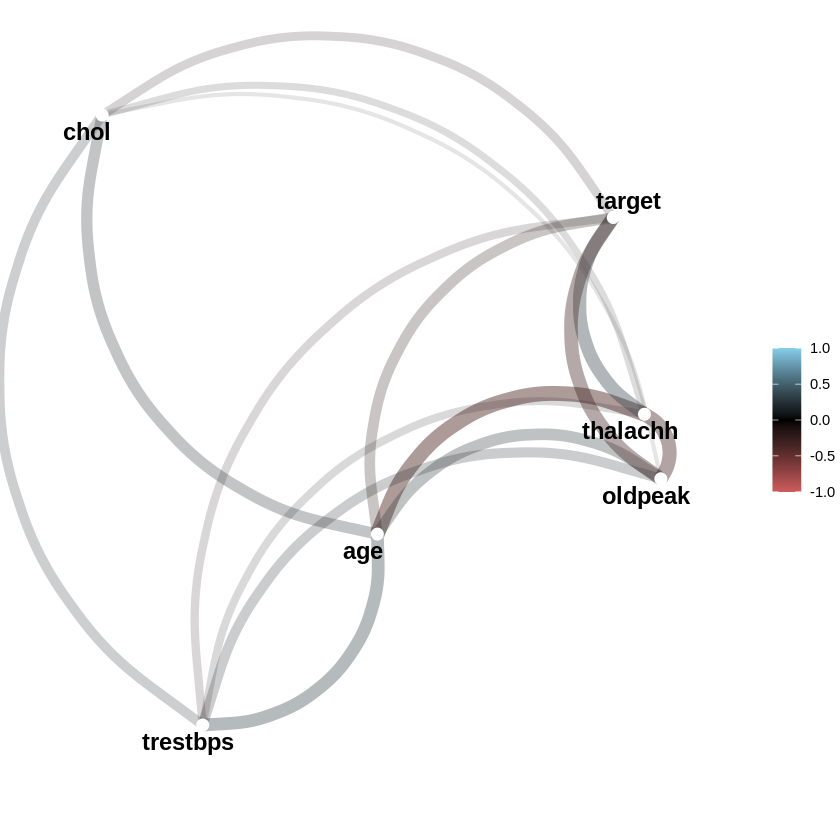 chol
target
1.0
0.5
0.0
-0.5
-1.0
thalachh
oldpeak
age
trestbps